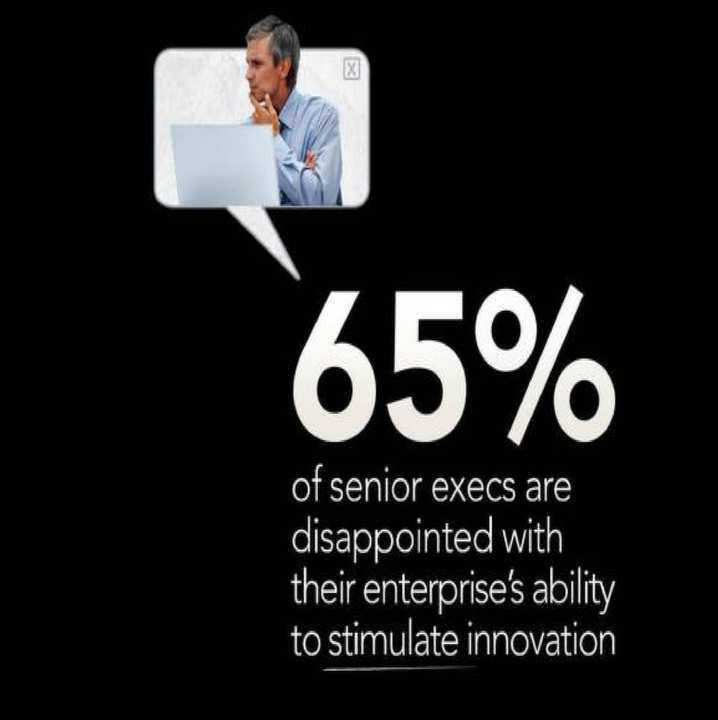 X
65%
of senior execs are
disappointed with
their enterprise's ability
to stimulate innovation